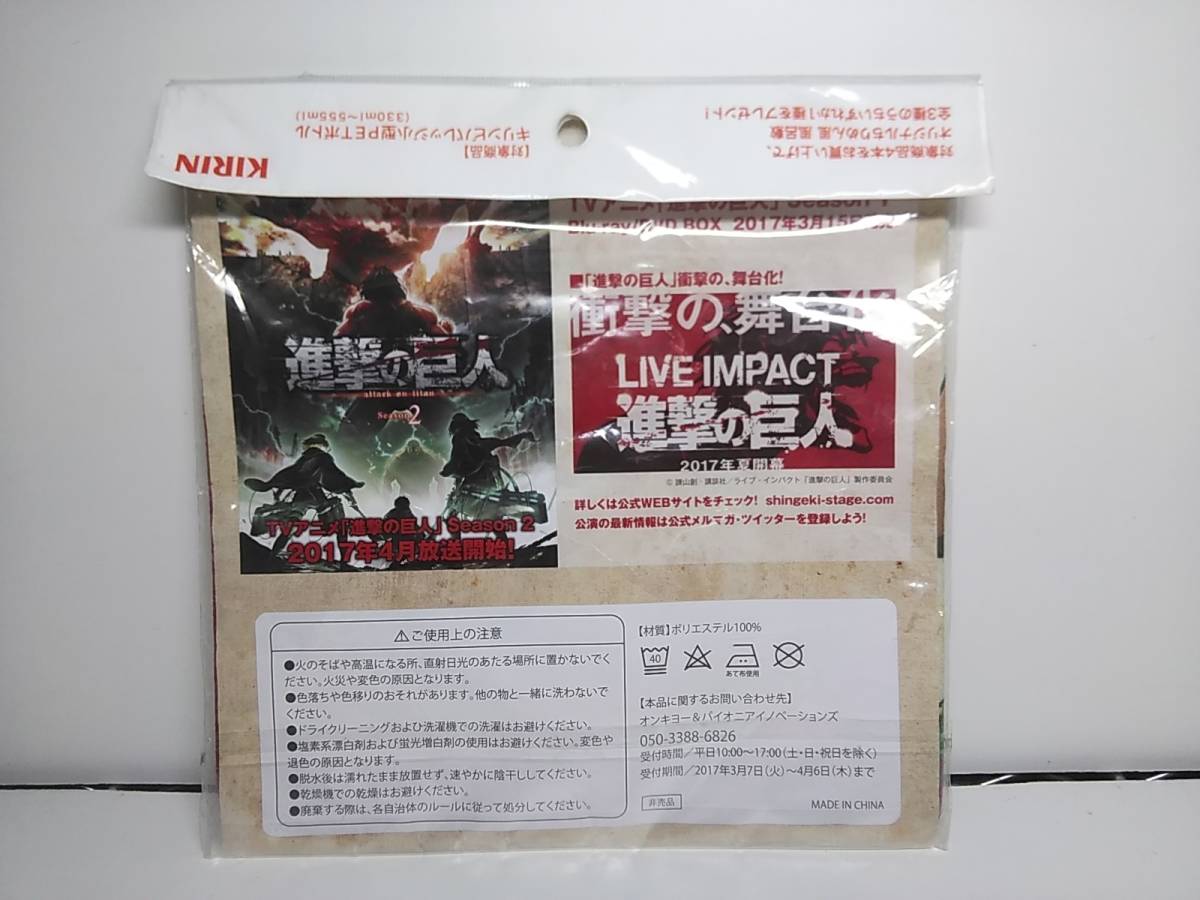 対象商品4本をお買い上げで、
オリジナルちりめん風 風呂敷
全3種のうちいずれか1種をプレゼント!
【対象商品】
キリンビバレッジ小型PETボトル
(330ml~555ml)
KIRIN
TVアニメ「進撃の巨人」Season 1
Blu-ray/DVD BOX 2017年3月15日
進撃の巨人
attack on titan
Season2
TVアニメ「進撃の巨人」Season 2
2017年4月放送開始!
■「進撃の巨人」衝撃の、舞台化!
衝撃の、舞台化
LIVE IMPACT
進撃の巨人
2017年夏開幕
© 諫山創・講談社/ライブ・インパクト「進撃の巨人」製作委員会
詳しくは公式WEBサイトをチェック! shingeki-stage.com
公演の最新情報は公式メルマガ・ツイッターを登録しよう!
⚠ご使用上の注意
●火のそばや高温になる所、直射日光のあたる場所に置かないでく
ださい。火災や変色の原因となります。
●色落ちや色移りのおそれがあります。他の物と一緒に洗わないで
ください。
●ドライクリーニングおよび洗濯機での洗濯はお避けください。
●塩素系漂白剤および蛍光増白剤の使用はお避けください。変色や
退色の原因となります。
●脱水後は濡れたまま放置せず、速やかに陰干ししてください。
●乾燥機での乾燥はお避けください。
●廃棄する際は、各自治体のルールに従って処分してください。
【材質】ポリエステル100%
40
あて布使用
【本品に関するお問い合わせ先】
オンキヨー&パイオニアイノベーションズ
050-3388-6826
受付時間/平日10:00~17:00(土・日・祝日を除く)
受付期間/2017年3月7日(火)~4月6日(木)まで
非売品
MADE IN CHINA